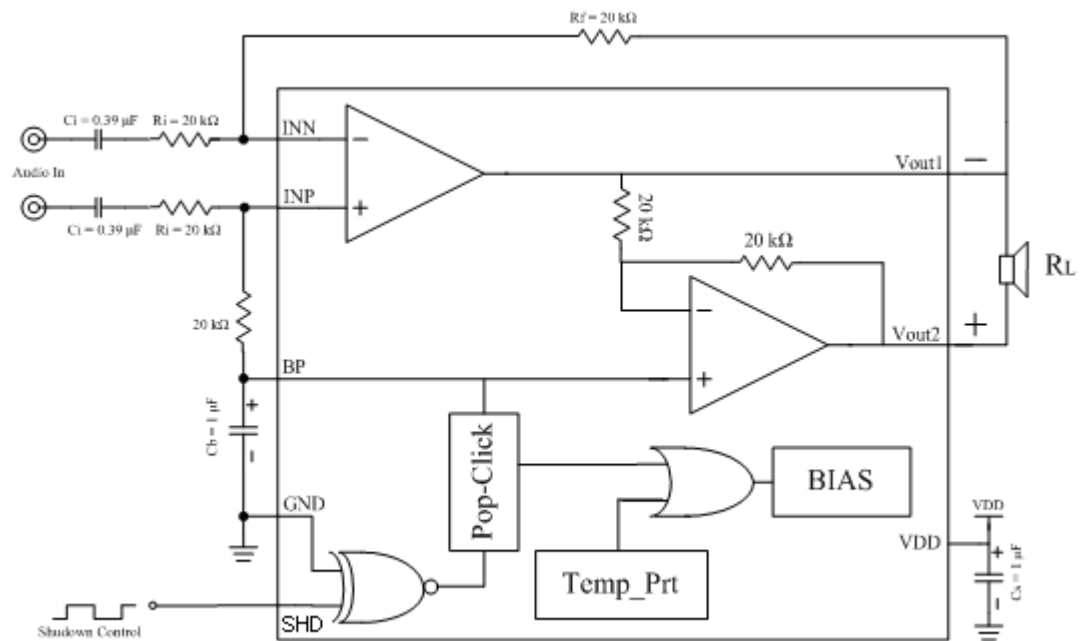 Rf = 20 kΩ
Ci = 0.39 μF
Ri = 20 kΩ
INN
−
Audio In
Vout1
−
INP
+
Ci = 0.39 μF
Ri = 20 kΩ
20 kΩ
20 kΩ
RL
20 kΩ
−
+
Vout2
BP
+
+
Cb = 1 μF
−
Pop-Click
BIAS
GND
VDD
VDD
+
Cs = 1 μF
−
Temp_Prt
SHD
Shudown Control